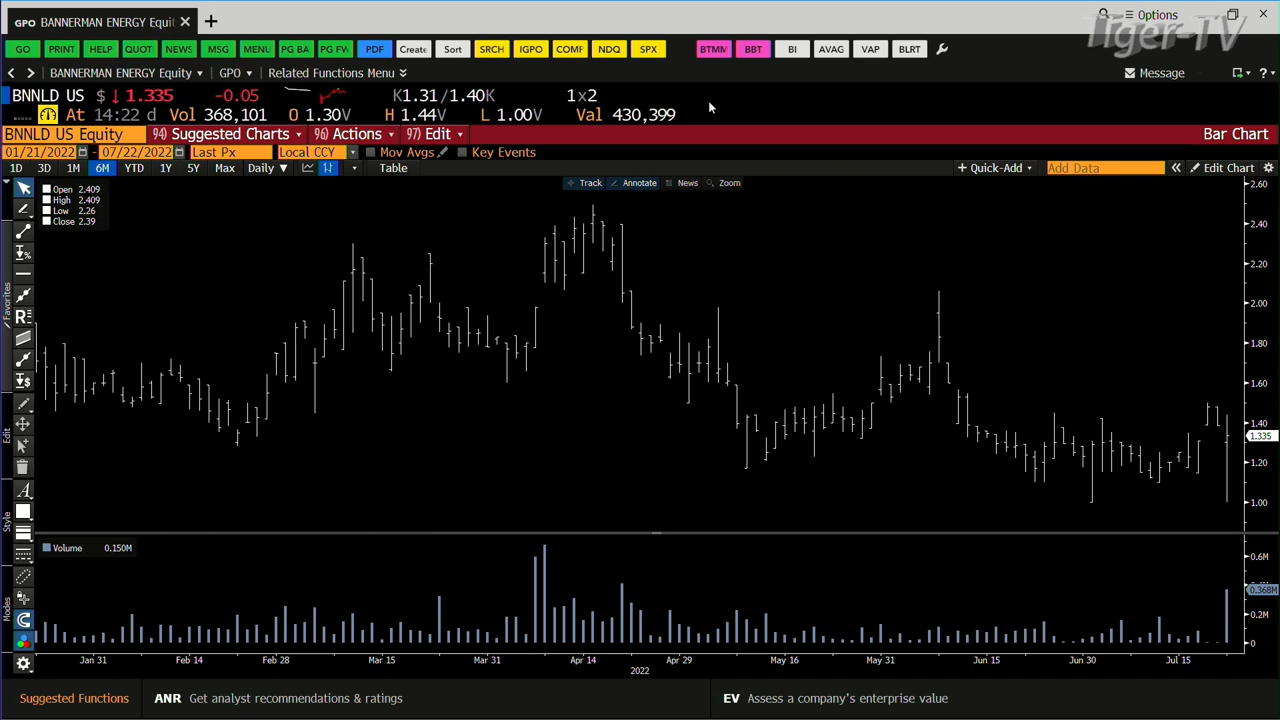 GPO BANNERMAN ENERGY Equit
Options
Tiger-TV
GO PRINT HELP QUOT NEWS MSG MENU PG BA PG FW PDF Create Sort SRCH IGPO COMF NDQ SPX BTMM BBT BI AVAG VAP BLRT
BANNERMAN ENERGY Equity GPO Related Functions Menu Message
BNNLD US $ 1.335 -0.05 K1.31/1.40K 1x2
At 14:22 d Vol 368,101 O 1.30V H 1.44V L 1.00V Val 430,399
BNNLD US Equity 94) Suggested Charts 96) Actions 97) Edit Bar Chart
01/21/2022 - 07/22/2022 Last Px Local CCY Mov Avgs Key Events
1D 3D 1M 6M YTD 1Y 5Y Max Daily Table + Quick-Add Add Data Edit Chart
Track Annotate News Zoom
Open 2.409
High 2.409
Low 2.26
Close 2.39
2.60
2.40
2.20
2.00
1.80
1.60
1.40
1.335
1.20
1.00
Favorites
Edit
Style
Modes
Volume 0.150M
0.6M
0.368M
0.2M
0
Jan 31 Feb 14 Feb 28 Mar 15 Mar 31 Apr 14 Apr 29 May 16 May 31 Jun 15 Jun 30 Jul 15
2022
Suggested Functions ANR Get analyst recommendations & ratings EV Assess a company's enterprise value